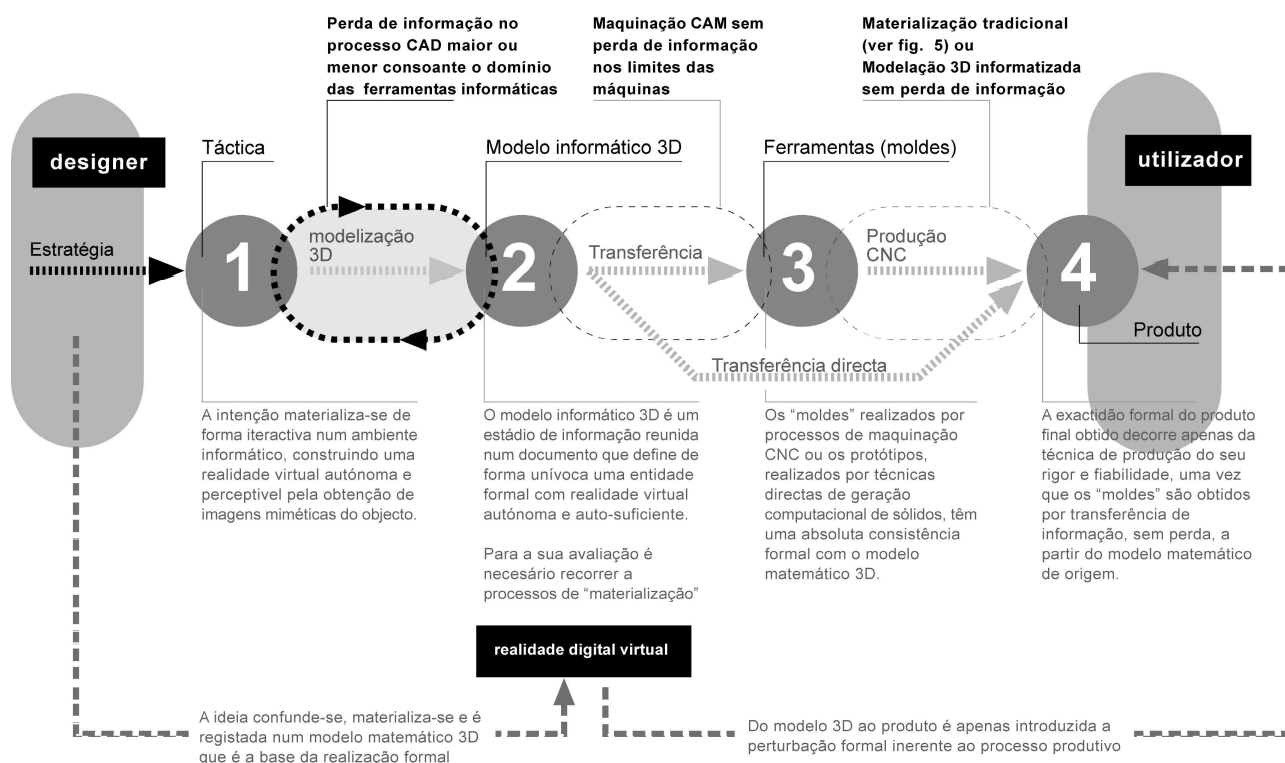 Perda de informação no
processo CAD maior ou
menor consoante o domínio
das ferramentas informáticas
Maquinação CAM sem
perda de informação
nos limites das
máquinas
Materialização tradicional
(ver fig. 5) ou
Modelação 3D informatizada
sem perda de informação
designer
Táctica
Modelo informático 3D
Ferramentas (moldes)
utilizador
Estratégia
1
modelização
3D
2
Transferência
3
Produção
CNC
4
Produto
Transferência directa
A intenção materializa-se de
forma iteractiva num ambiente
informático, construindo uma
realidade virtual autónoma e
perceptivel pela obtenção de
imagens miméticas do objecto.
O modelo informático 3D é um
estádio de informação reunida
num documento que define de
forma unívoca uma entidade
formal com realidade virtual
autónoma e auto-suficiente.
Para a sua avaliação é
necesário recorrer a
processos de “materialização”
Os “moldes” realizados por
processos de maquinação
CNC ou os protótipos,
realizados por técnicas
directas de geração
computacional de sólidos, têm
uma absoluta consistência
formal com o modelo
matemático 3D.
A exactidão formal do produto
final obtido decorre apenas da
técnica de produção do seu
rigor e fiabilidade, uma vez
que os “moldes” são obtidos
por transferência de
informação, sem perda, a
partir do modelo matemático
de origem.
realidade digital virtual
A ideia confunde-se, materializa-se e é
registada num modelo matemático 3D
que é a base da realização formal
Do modelo 3D ao produto é apenas introduzida a
perturbação formal inerente ao processo produtivo